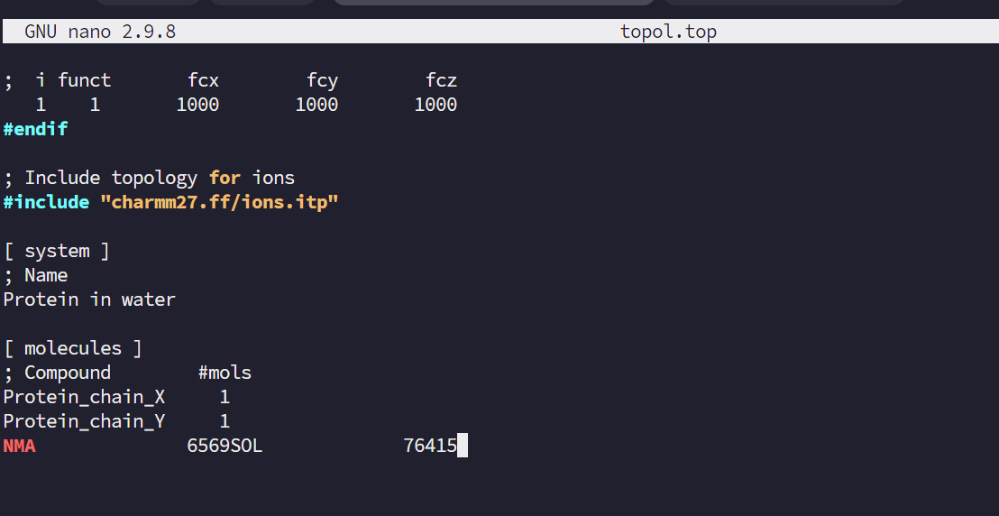 GNU nano 2.9.8 topol.top
; i funct fcx fcy fcz
1 1 1000 1000 1000
#endif
; Include topology for ions
#include "charmm27.ff/ions.itp"
[ system ]
; Name
Protein in water
[ molecules ]
; Compound #mols
Protein_chain_X 1
Protein_chain_Y 1
NMA 6569SOL 76415